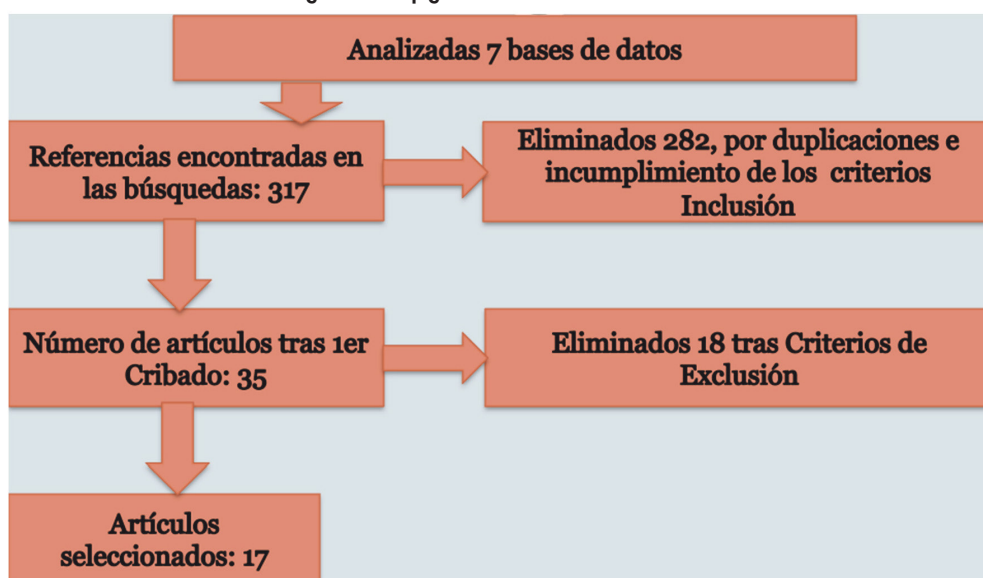 Analizadas 7 bases de datos
Referencias encontradas en
las búsquedas: 317
Eliminados 282, por duplicaciones e
incumplimiento de los criterios
Inclusión
Número de artículos tras 1er
Cribado: 35
Eliminados 18 tras Criterios de
Exclusión
Artículos
seleccionados: 17